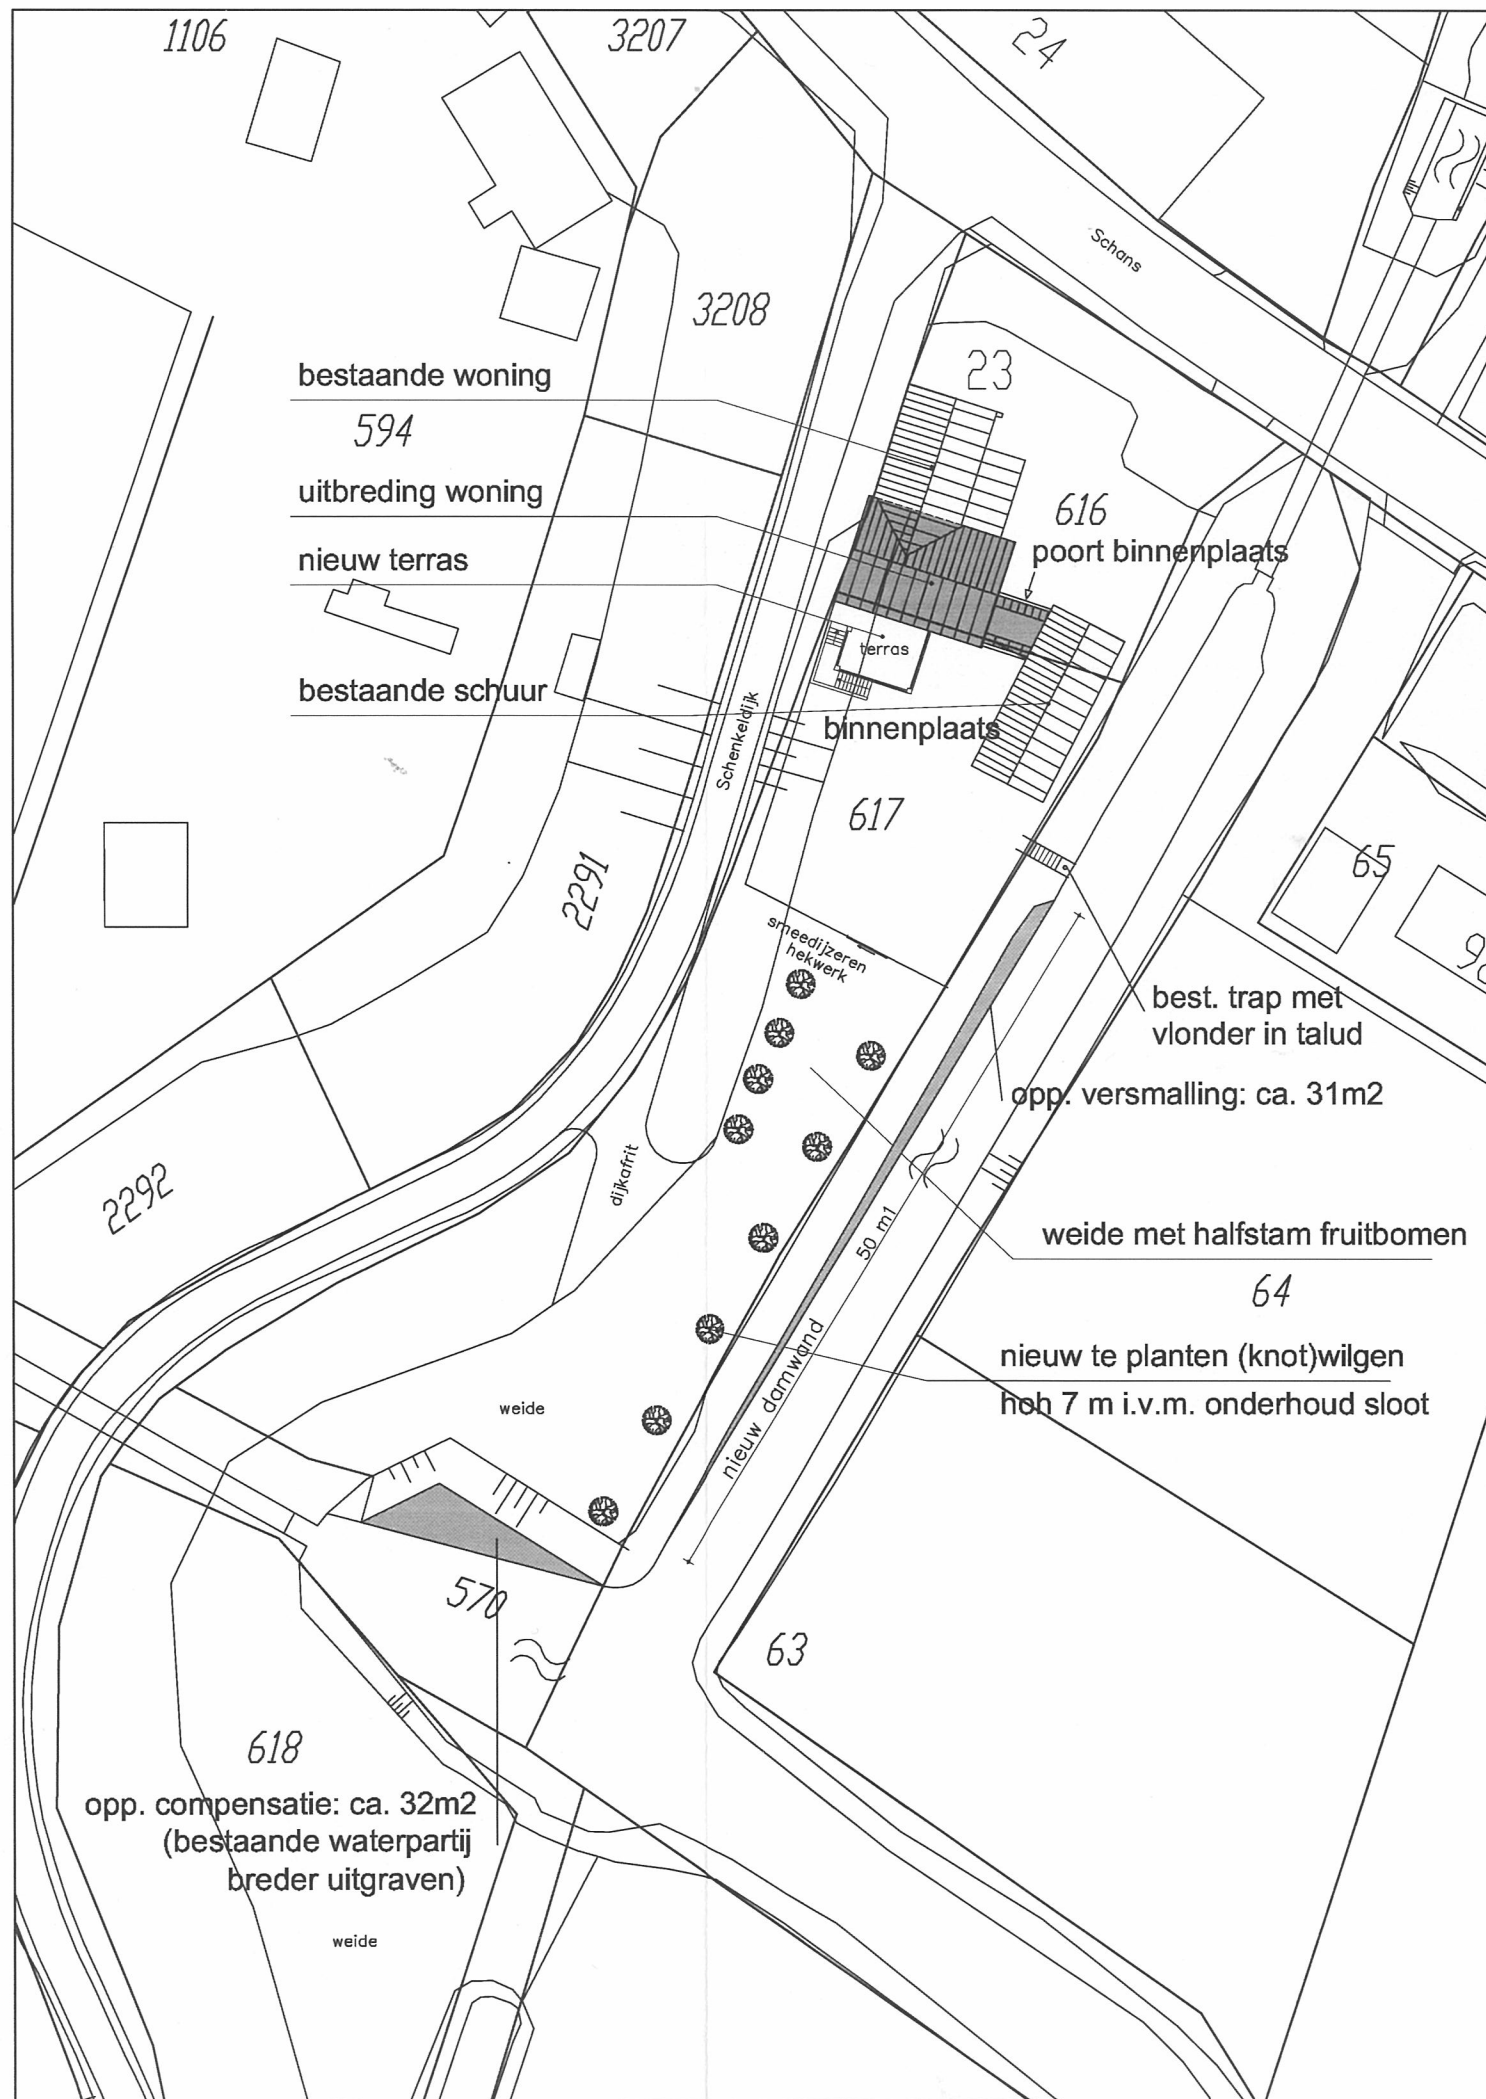 1106
3207
24
Schans
3208
bestaande woning
23
594
uitbreding woning
616
poort binnenplaats
nieuw terras
terras
bestaande schuur
Schenkeldijk
binnenplaats
617
65
2291
smeedijzeren
hekwerk
best. trap met
vlonder in talud
opp. versmalling: ca. 31m2
dijkafrit
2292
50 m1
weide met halfstam fruitbomen
64
nieuw damwand
nieuw te planten (knot)wilgen
hoh 7 m i.v.m. onderhoud sloot
weide
570
63
618
opp. compensatie: ca. 32m2
(bestaande waterpartij
breder uitgraven)
weide